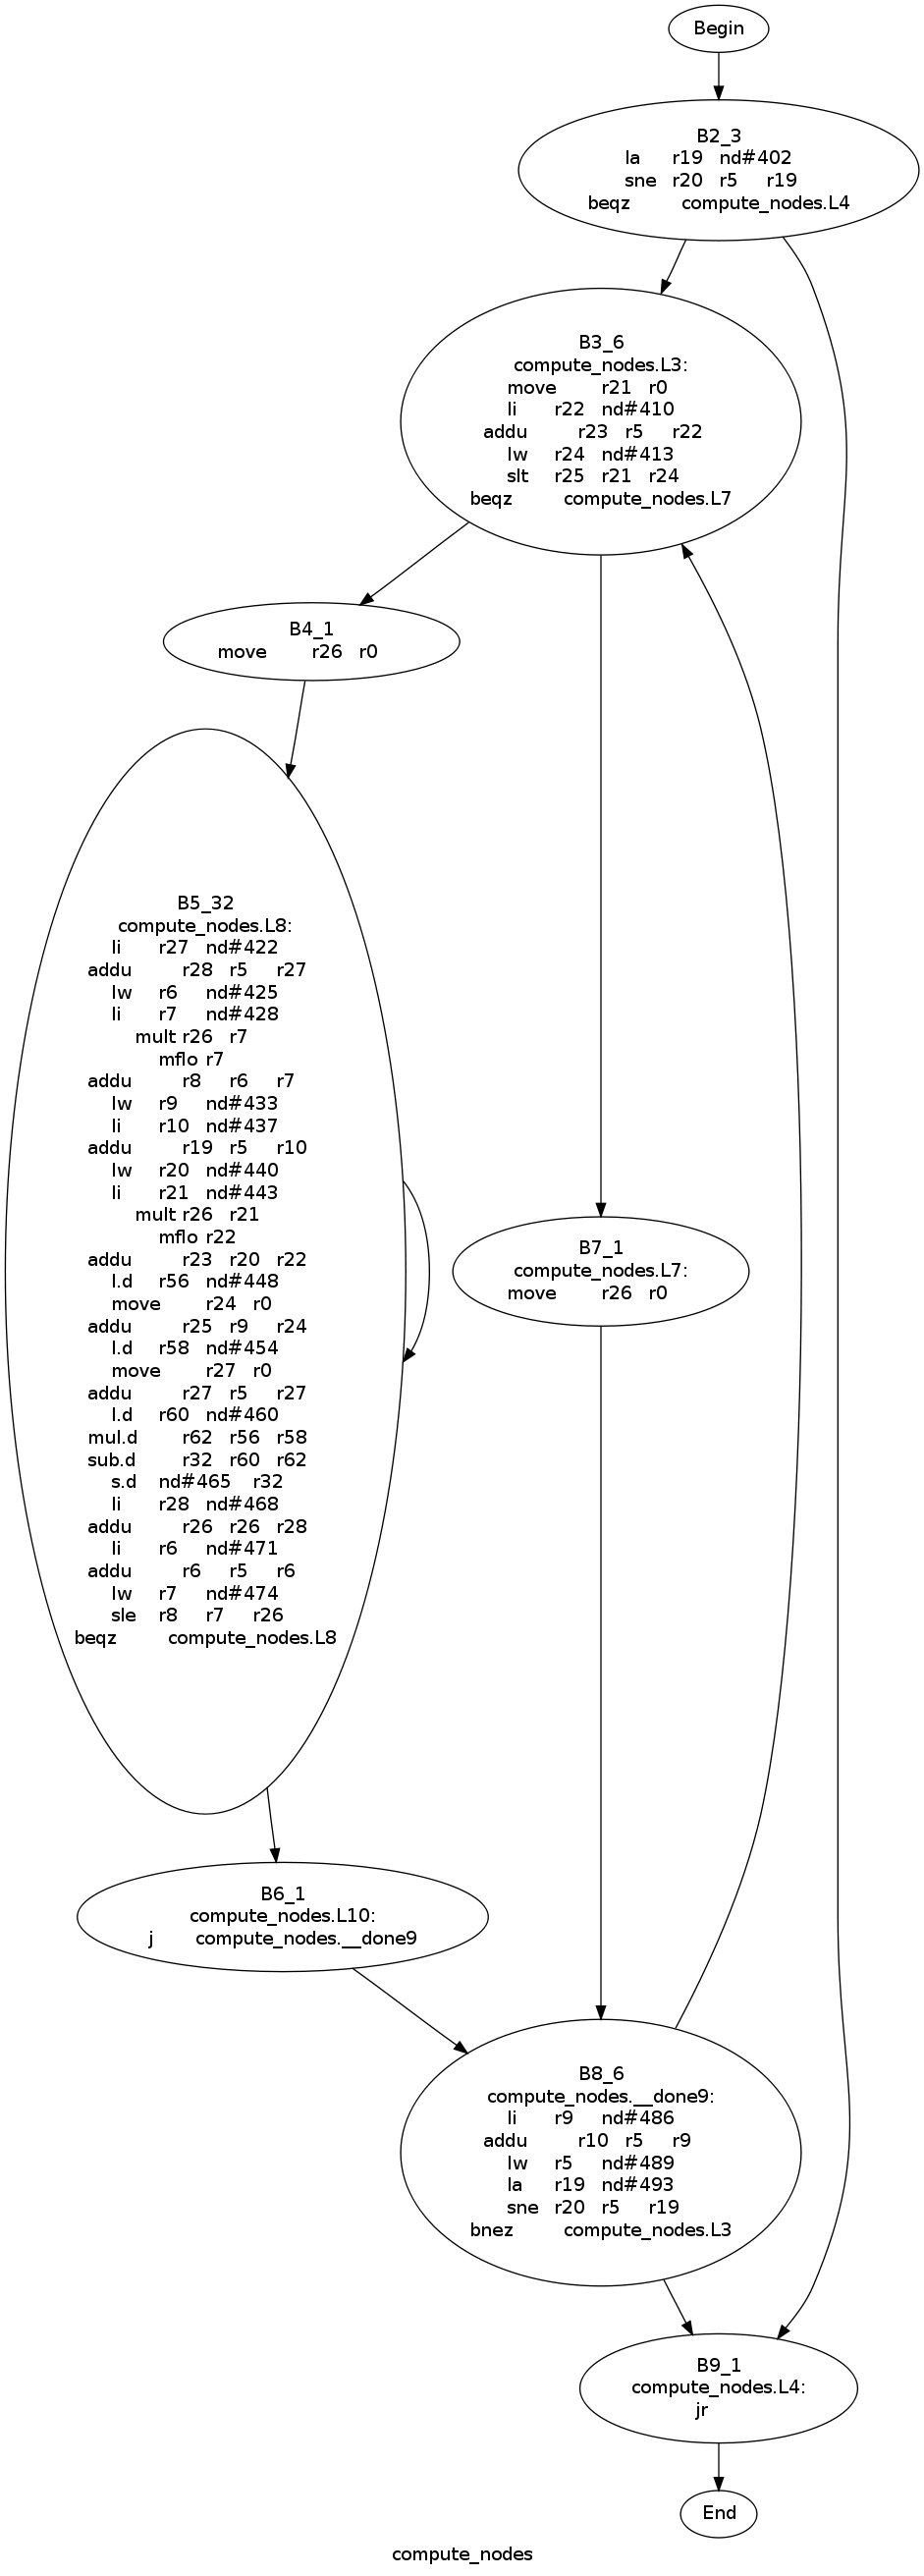 Begin
B2_3
la r19 nd#402
sne r20 r5 r19
beqz compute_nodes.L4
B3_6
compute_nodes.L3:
move r21 r0
li r22 nd#410
addu r23 r5 r22
lw r24 nd#413
slt r25 r21 r24
beqz compute_nodes.L7
B4_1
move r26 r0
B5_32
compute_nodes.L8:
li r27 nd#422
addu r28 r5 r27
lw r6 nd#425
li r7 nd#428
mult r26 r7
mflo r7
addu r8 r6 r7
lw r9 nd#433
li r10 nd#437
addu r19 r5 r10
lw r20 nd#440
li r21 nd#443
mult r26 r21
mflo r22
addu r23 r20 r22
l.d r56 nd#448
move r24 r0
addu r25 r9 r24
l.d r58 nd#454
move r27 r0
addu r27 r5 r27
l.d r60 nd#460
mul.d r62 r56 r58
sub.d r32 r60 r62
s.d nd#465 r32
li r28 nd#468
addu r26 r26 r28
li r6 nd#471
addu r6 r5 r6
lw r7 nd#474
sle r8 r7 r26
beqz compute_nodes.L8
B7_1
compute_nodes.L7:
move r26 r0
B6_1
compute_nodes.L10:
j compute_nodes.__done9
B8_6
compute_nodes.__done9:
li r9 nd#486
addu r10 r5 r9
lw r5 nd#489
la r19 nd#493
sne r20 r5 r19
bnez compute_nodes.L3
B9_1
compute_nodes.L4:
jr
End
compute_nodes